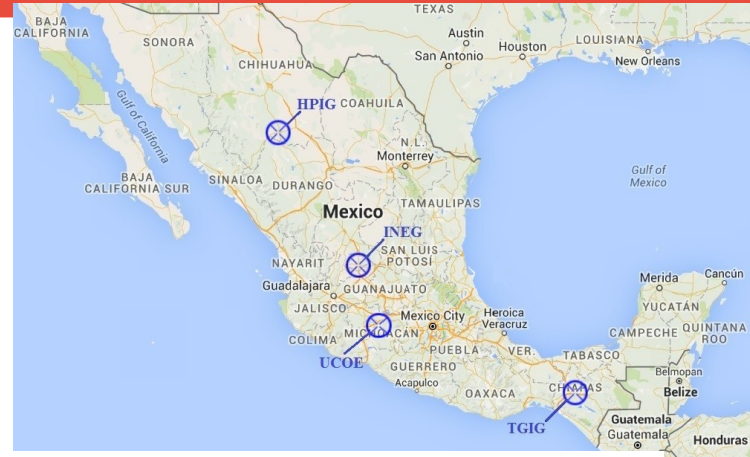 TEXAS
BAJA
CALIFORNIA
SONORA
Austin
LOUISIANA
San Antonio
Houston
New Orleans
CHIHUAHUA
HPIG
COAHUILA
Gulf of California
N.L.
Monterrey
Gulf of
Mexico
BAJA
CALIFORNIA SUR
SINALOA
DURANGO
Mexico
TAMAULIPAS
INEG
SAN LUIS
POTOSÍ
NAYARIT
Guadalajara
GUANAJUATO
Mérida
Cancún
JALISCO
Mexico City
Heroica
Veracruz
YUCATÁN
COLIMA
MICHOACÁN
CAMPECHE
QUINTANA
ROO
UCOE
PUEBLA
VER.
TABASCO
GUERRERO
Belmopan
Acapulco
OAXACA
CHIAPAS
Belize
TGIG
Guatemala
Guatemala
Honduras